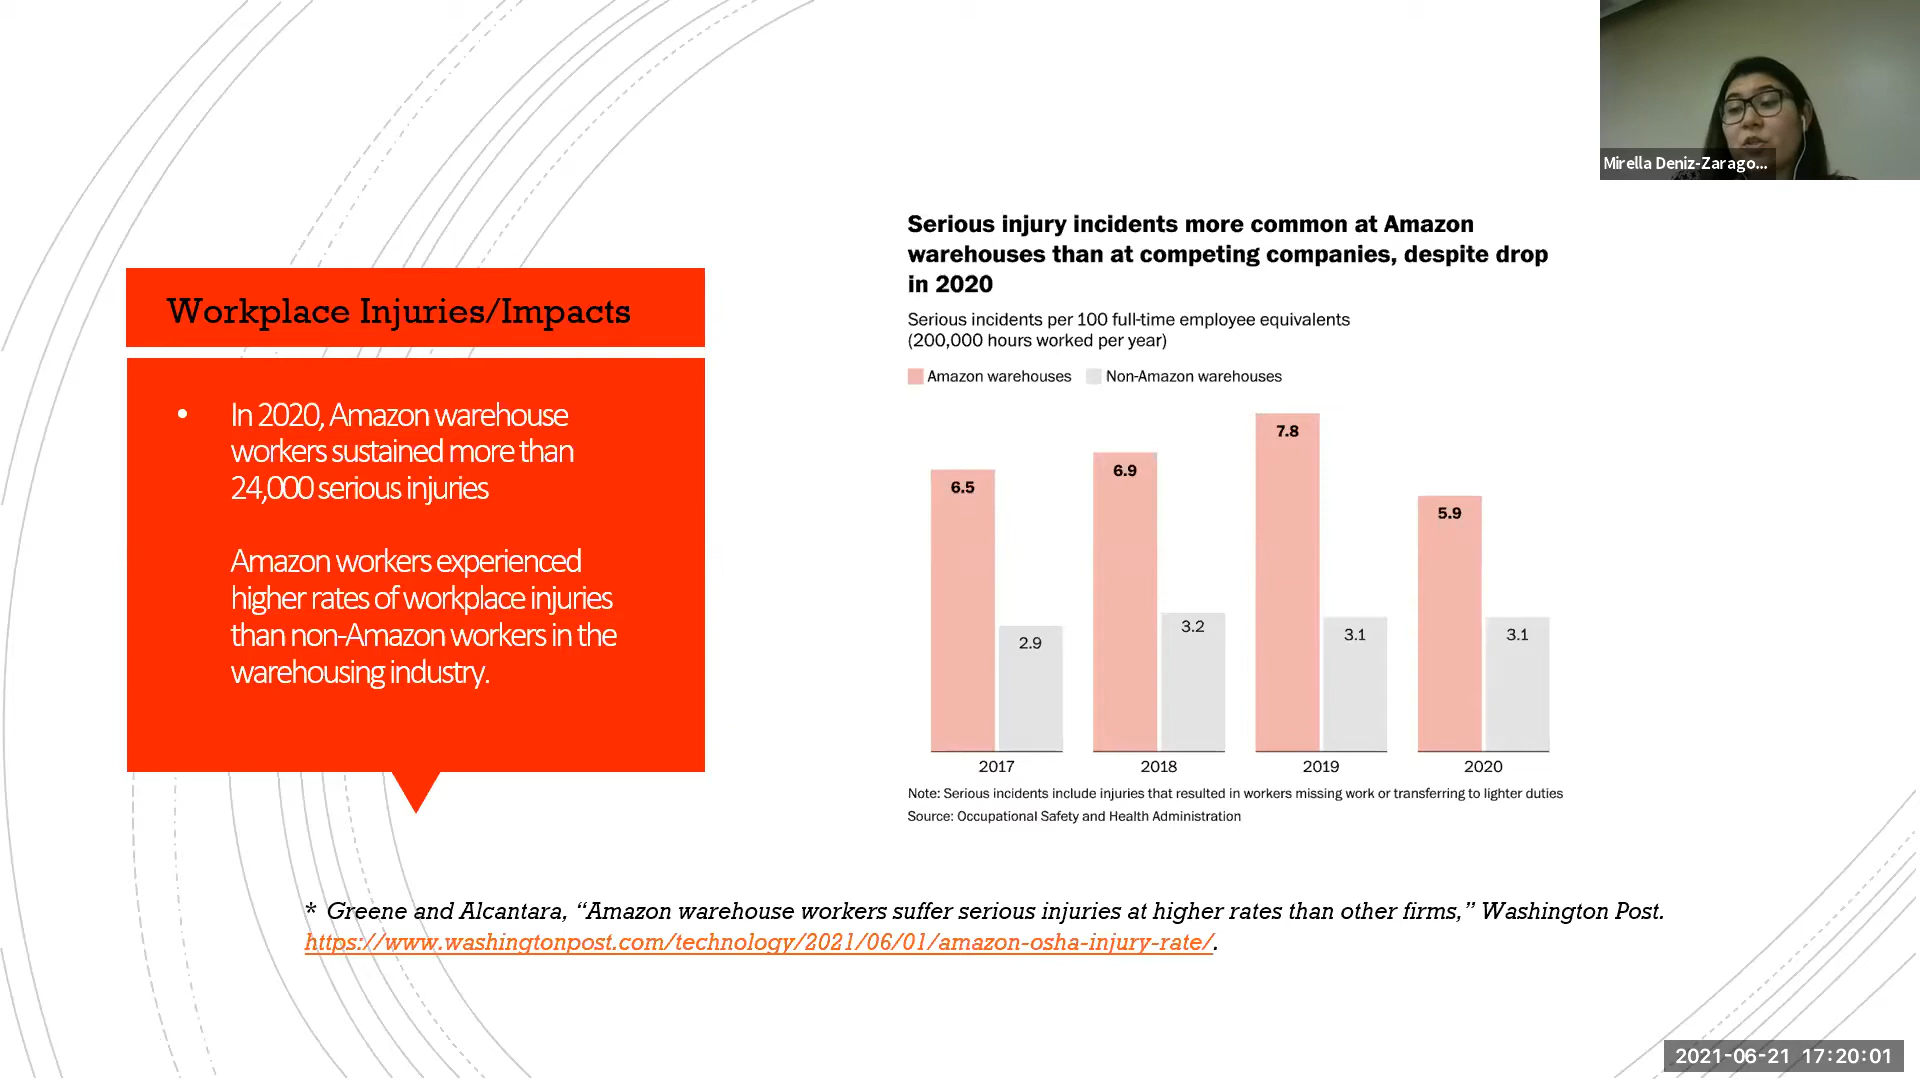 Mirella Deniz-Zarago...
Workplace Injuries/Impacts
• In 2020, Amazon warehouse
workers sustained more than
24,000 serious injuries
Amazon workers experienced
higher rates of workplace injuries
than non-Amazon workers in the
warehousing industry.
Serious injury incidents more common at Amazon
warehouses than at competing companies, despite drop
in 2020
Serious incidents per 100 full-time employee equivalents
(200,000 hours worked per year)
Amazon warehouses Non-Amazon warehouses
7.8
6.9
6.5
5.9
3.2
3.1
3.1
2.9
2017 2018 2019 2020
Note: Serious incidents include injuries that resulted in workers missing work or transferring to lighter duties
Source: Occupational Safety and Health Administration
* Greene and Alcantara, “Amazon warehouse workers suffer serious injuries at higher rates than other firms,” Washington Post.
https://www.washingtonpost.com/technology/2021/06/01/amazon-osha-injury-rate/.
2021-06-21 17:20:01